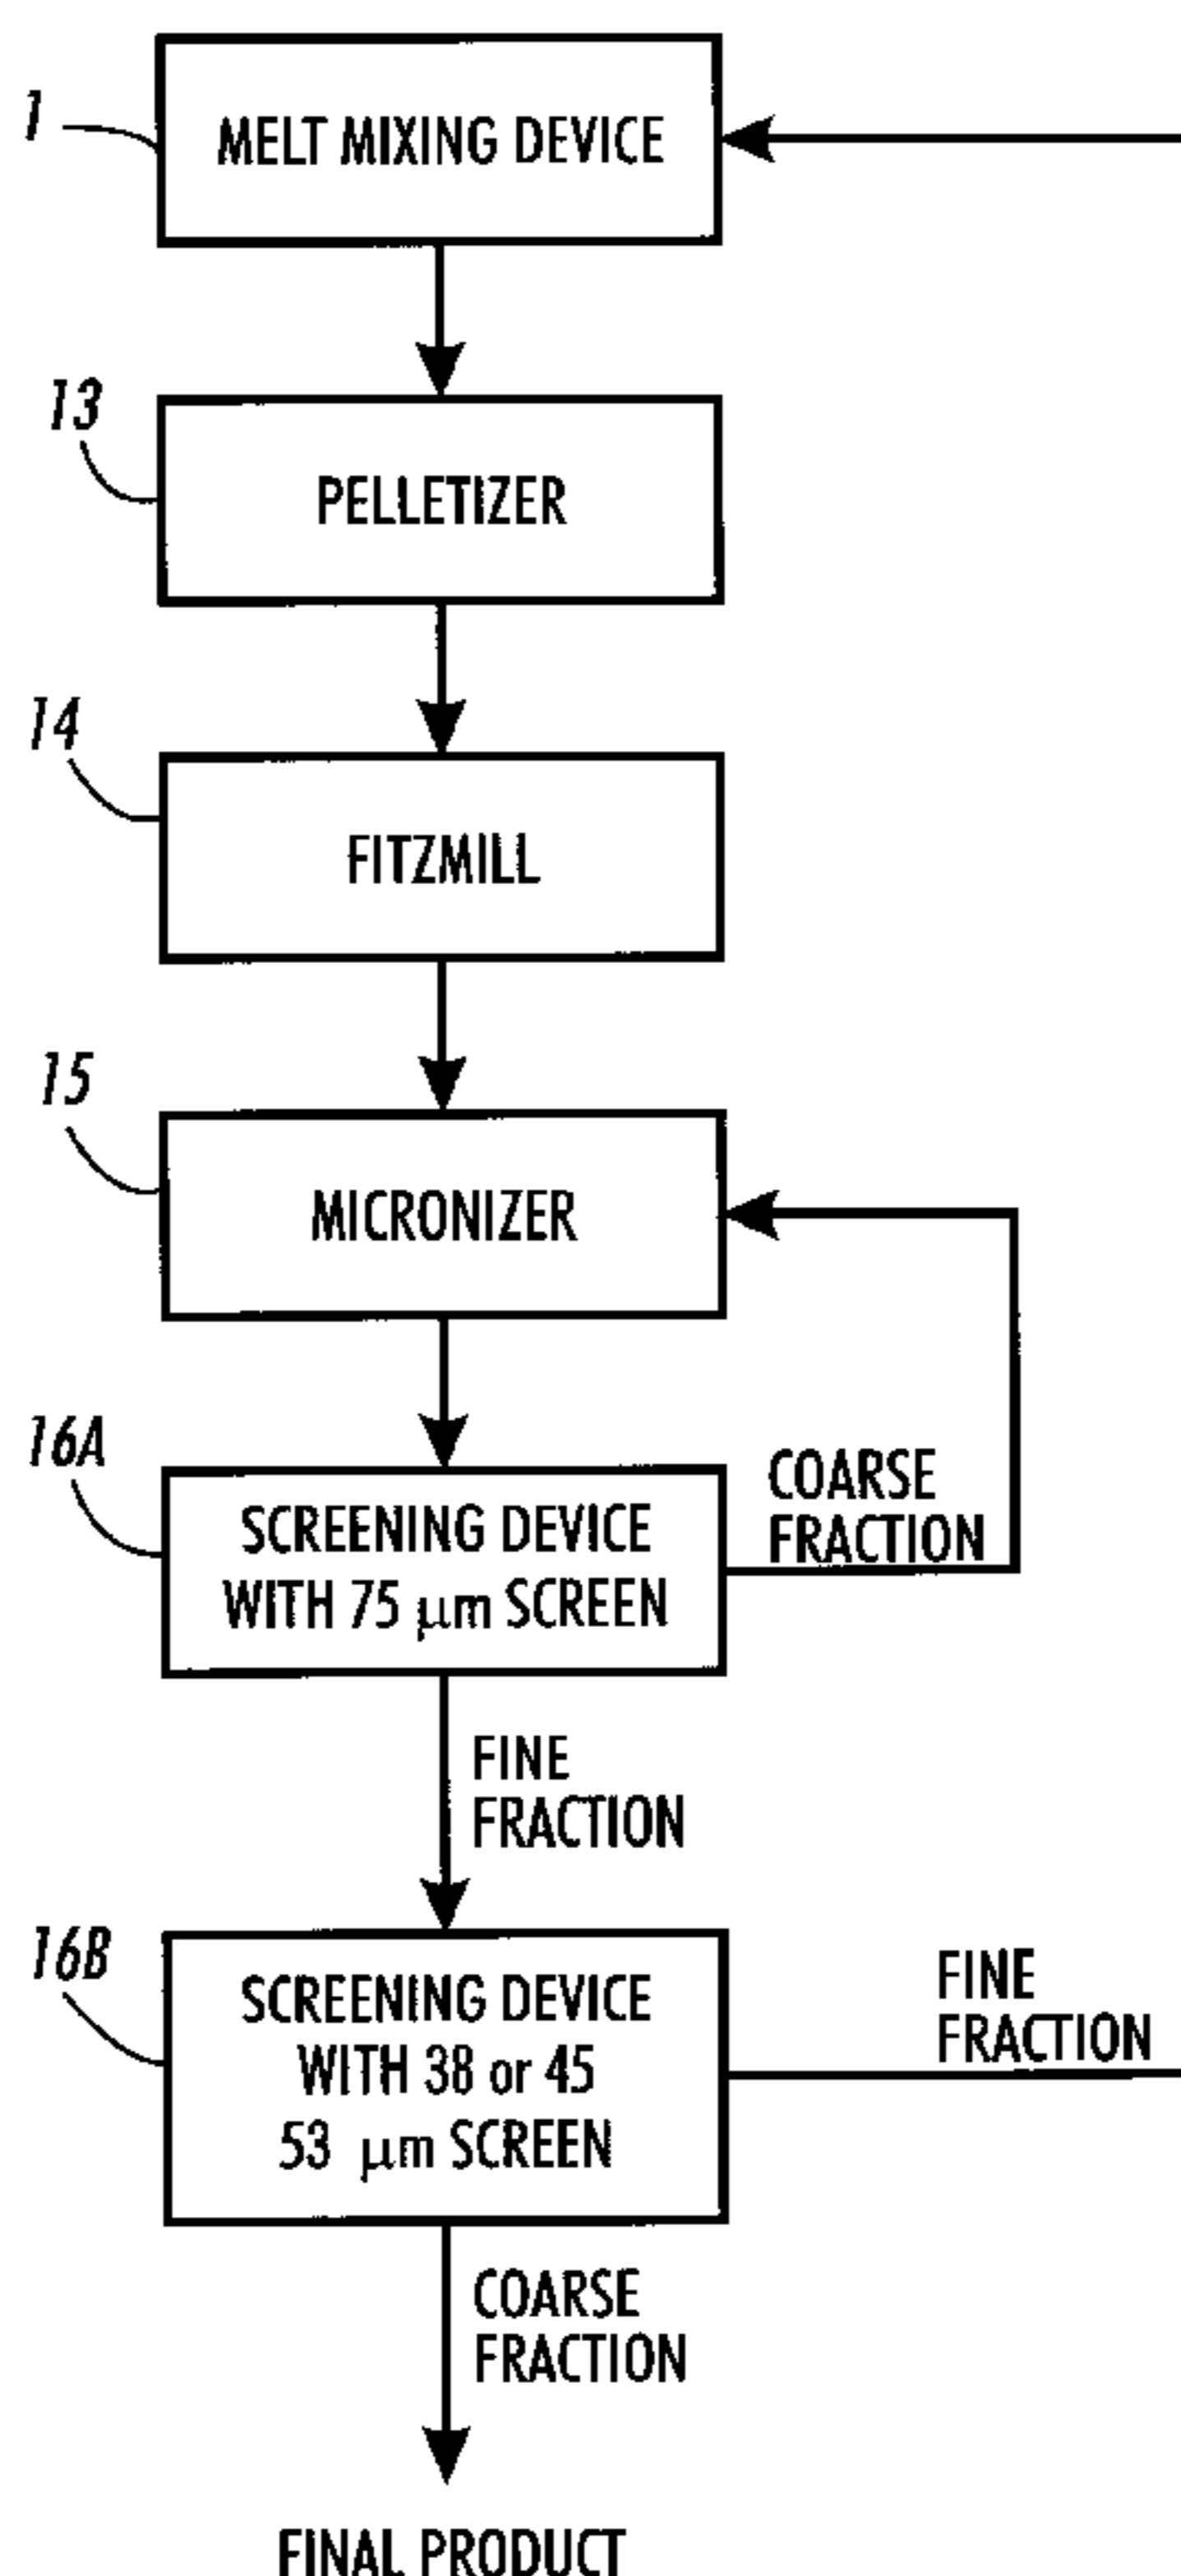 1
MELT MIXING DEVICE
13
PELLETIZER
14
FITZMILL
15
MICRONIZER
16A
SCREENING DEVICE
WITH 75 μm SCREEN
COARSE
FRACTION
FINE
FRACTION
16B
SCREENING DEVICE
WITH 38 or 45
53 μm SCREEN
FINE
FRACTION
COARSE
FRACTION
FINAL PRODUCT